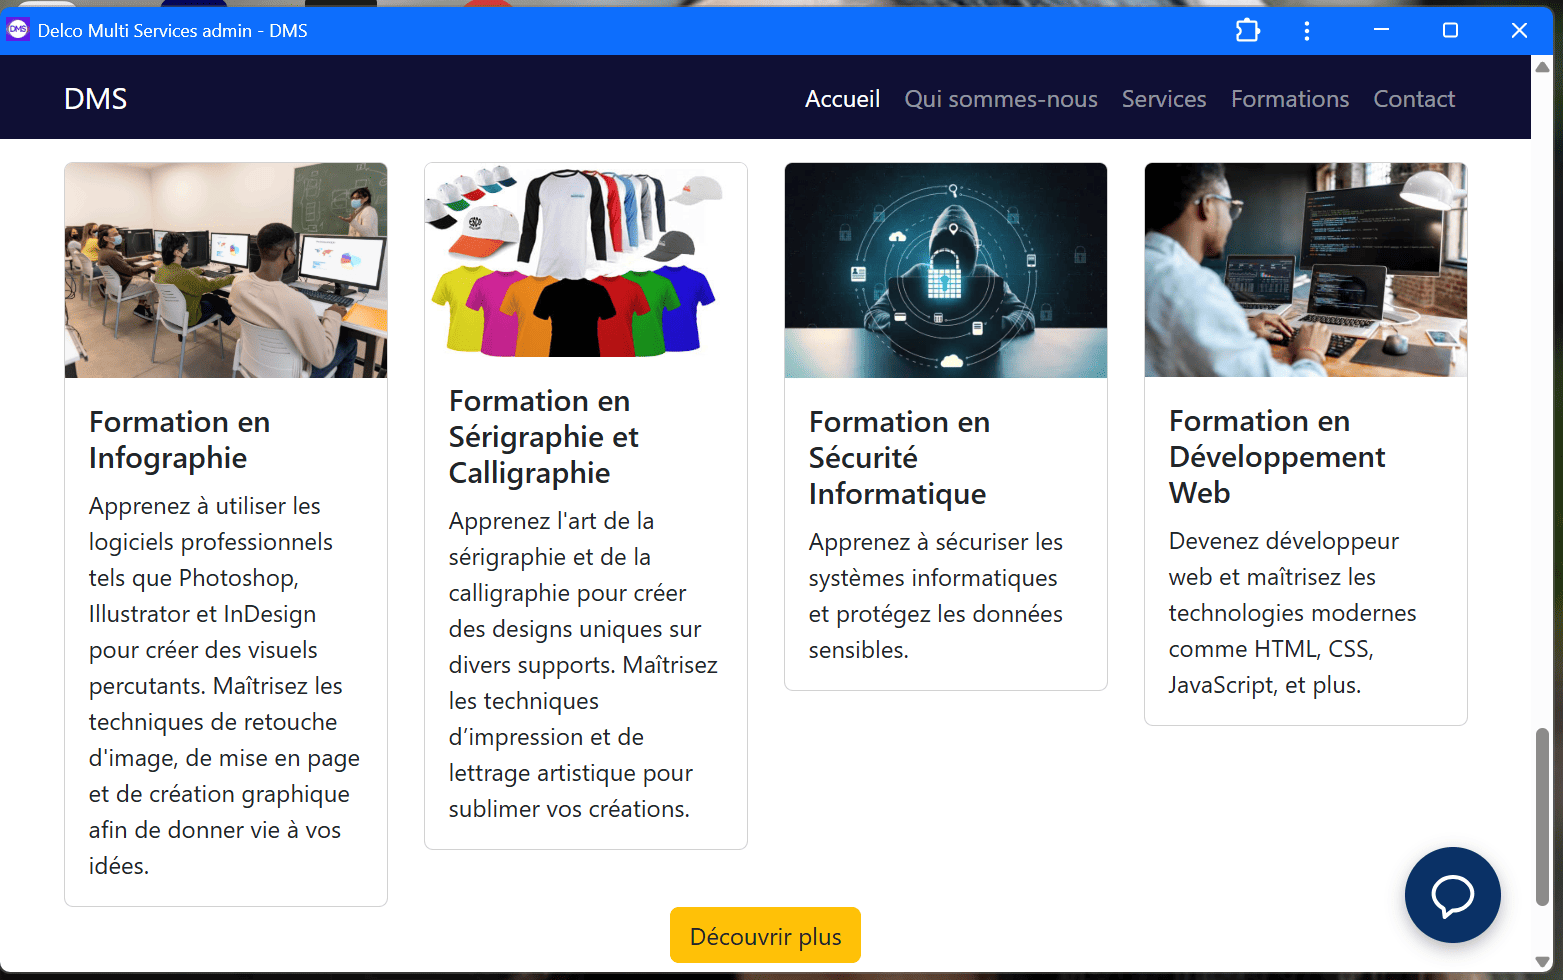 DMS
Delco Multi Services admin - DMS
DMS
Accueil
Qui sommes-nous
Services
Formations
Contact
Formation en
Infographie
Apprenez à utiliser les
logiciels professionnels
tels que Photoshop,
Illustrator et InDesign
pour créer des visuels
percutants. Maîtrisez les
techniques de retouche
d'image, de mise en page
et de création graphique
afin de donner vie à vos
idées.
Formation en
Sérigraphie et
Calligraphie
Apprenez l'art de la
sérigraphie et de la
calligraphie pour créer
des designs uniques sur
divers supports. Maîtrisez
les techniques
d’impression et de
lettrage artistique pour
sublimer vos créations.
Formation en
Sécurité
Informatique
Apprenez à sécuriser les
systèmes informatiques
et protégez les données
sensibles.
Formation en
Développement
Web
Devenez développeur
web et maîtrisez les
technologies modernes
comme HTML, CSS,
JavaScript, et plus.
Découvrir plus